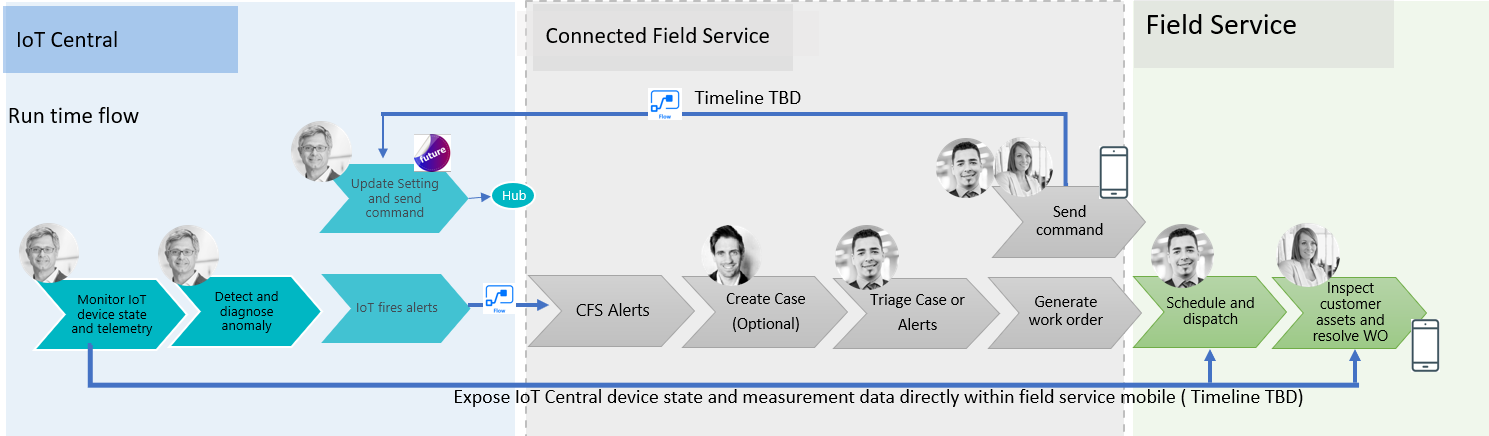 IoT Central
Connected Field Service
Field Service
Run time flow
Flow
Timeline TBD
future
Update Setting
and send
command
Hub
Send
command
Monitor IoT
device state
and telemetry
Detect and
diagnose
anomaly
IoT fires alerts
Flow
CFS Alerts
Create Case
(Optional)
Triage Case or
Alerts
Generate
work order
Schedule and
dispatch
Inspect
customer
assets and
resolve WO
Expose IoT Central device state and measurement data directly within field service mobile ( Timeline TBD)